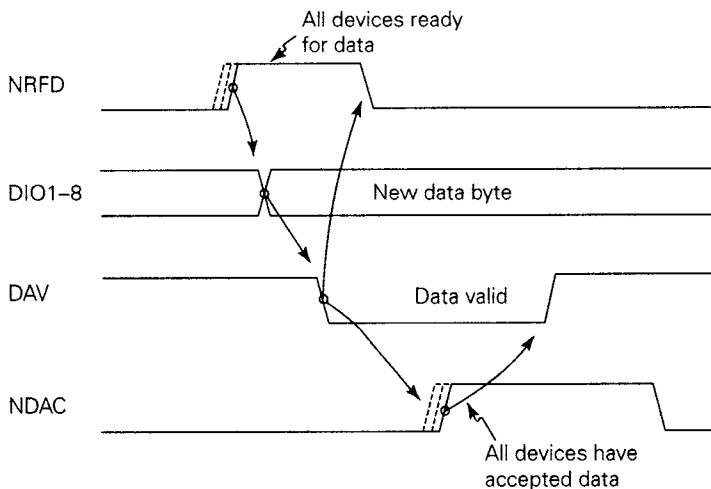 All devices ready
for data
NRFD
DIO1–8
New data byte
DAV
Data valid
NDAC
All devices have
accepted data